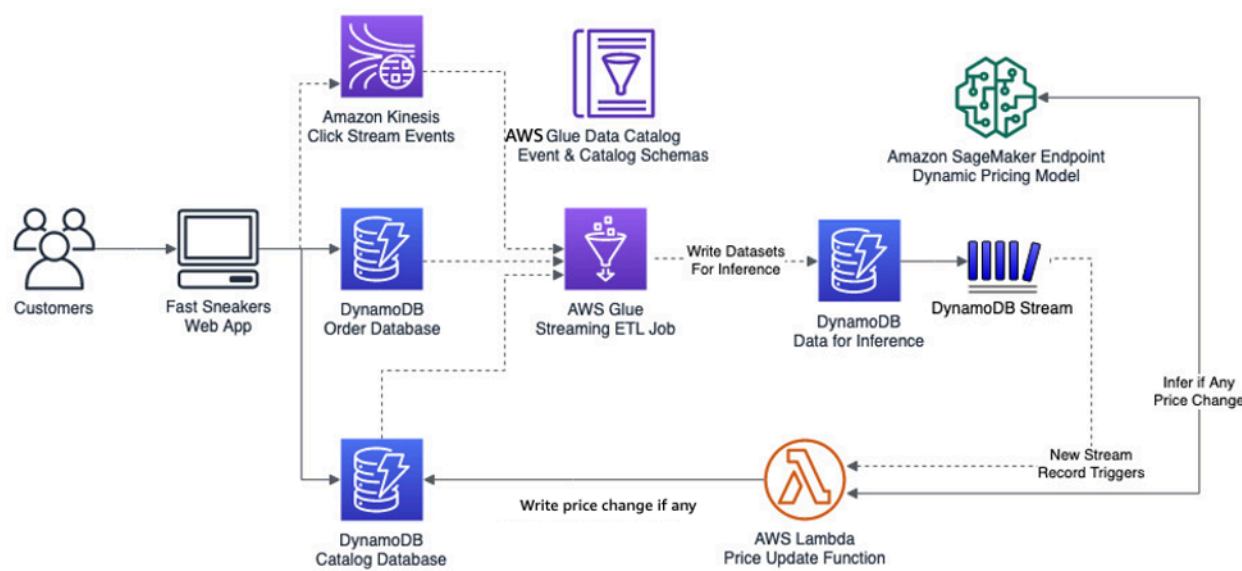 Amazon Kinesis
Click Stream Events
AWS Glue Data Catalog
Event & Catalog Schemas
Amazon SageMaker Endpoint
Dynamic Pricing Model
Customers
Fast Sneakers
Web App
DynamoDB
Order Database
AWS Glue
Streaming ETL Job
Write Datasets
For Inference
DynamoDB
Data for Inference
DynamoDB Stream
Infer if Any
Price Change
New Stream
Record Triggers
Write price change if any
DynamoDB
Catalog Database
AWS Lambda
Price Update Function